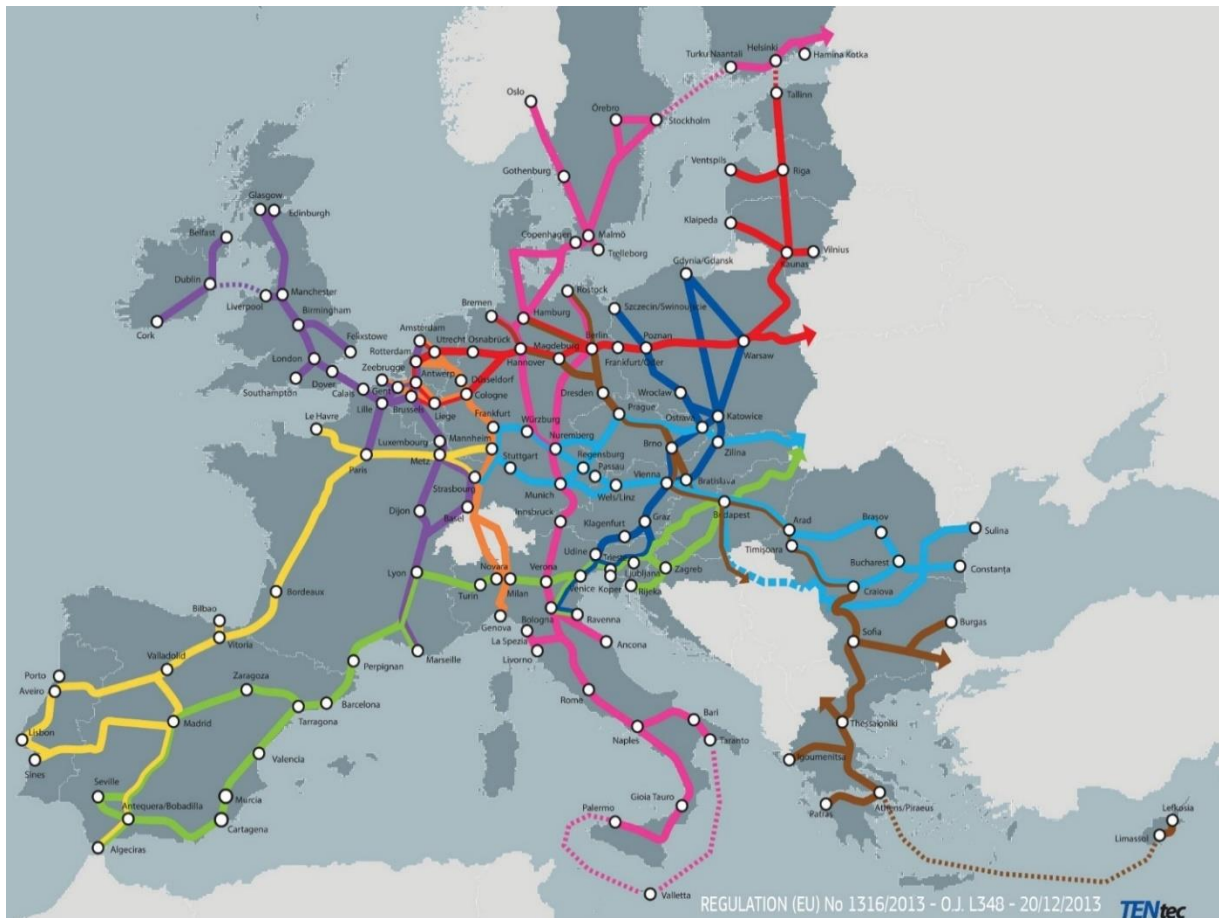 Oslo
Örebro
Stockholm
Turku Naantali
Helsinki
Hamina Kotka
Tallinn
Ventspils
Riga
Gothenburg
Klaipeda
Kaunas
Vilnius
Glasgow
Edinburgh
Belfast
Copenhagen
Malmö
Trelleborg
Gdynia/Gdansk
Dublin
Liverpool
Manchester
Cork
Birmingham
Felixstowe
Bremen
Hamburg
Rostock
Szczecin/Swinoujscie
London
Southampton
Dover
Calais
Zeebrugge
Gent
Amsterdam
Rotterdam
Utrecht
Osnabrück
Antwerp
Düsseldorf
Cologne
Hannover
Magdeburg
Berlin
Frankfurt/Oder
Poznan
Warsaw
Lille
Brussels
Liège
Dresden
Wroclaw
Katowice
Le Havre
Paris
Luxembourg
Metz
Mannheim
Frankfurt
Würzburg
Nuremberg
Prague
Ostrava
Brno
Zilina
Stuttgart
Regensburg
Passau
Strasbourg
Munich
Wels/Linz
Vienna
Bratislava
Budapest
Dijon
Basel
Innsbruck
Klagenfurt
Graz
Arad
Timişoara
Braşov
Sulina
Bucharest
Constanţa
Craiova
Lyon
Turin
Novara
Milan
Verona
Udine
Trieste
Venice
Koper
Ljubljana
Zagreb
Rijeka
Bordeaux
Genova
Bologna
Ravenna
La Spezia
Livorno
Ancona
Sofia
Burgas
Bilbao
Vitoria
Marseille
Porto
Aveiro
Valladolid
Zaragoza
Perpignan
Barcelona
Tarragona
Madrid
Lisbon
Sines
Valencia
Rome
Naples
Bari
Taranto
Thessaloniki
Igoumenitsa
Seville
Antequera/Bobadilla
Murcia
Cartagena
Algeciras
Palermo
Gioia Tauro
Valletta
Patras
Athens/Piraeus
Lefkosia
Limassol
REGULATION (EU) No 1316/2013 - O.J. L348 - 20/12/2013
TENtec